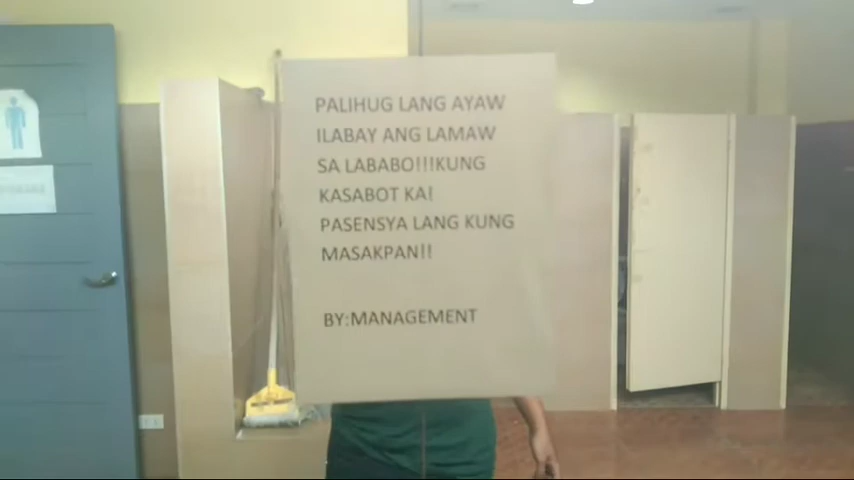 PALIHUG LANG AYAW
ILABAY ANG LAMAW
SA LABABO!!!KUNG
KASABOT KA!
PASENSYA LANG KUNG
MASAKPAN!!
BY:MANAGEMENT